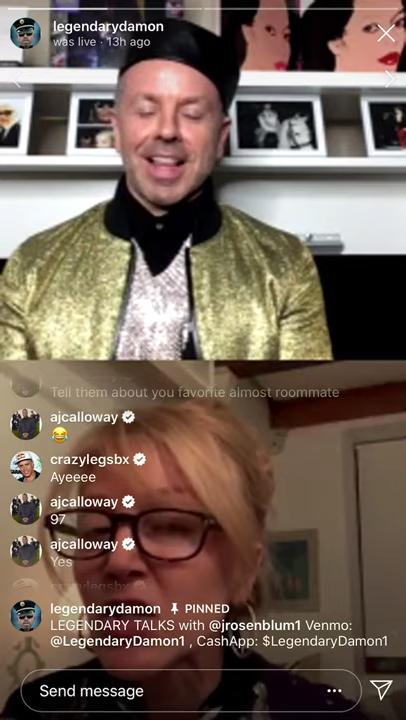 legendarydamon
was live · 13h ago
Tell them about you favorite almost roommate
ajcalloway
😂
crazylegsbx
Ayeeee
ajcalloway
97
ajcalloway
Yes
crazylegsbx
legendarydamon PINNED
LEGENDARY TALKS with @jrosenblum1 Venmo:
@LegendaryDamon1 , CashApp: $LegendaryDamon1
Send message